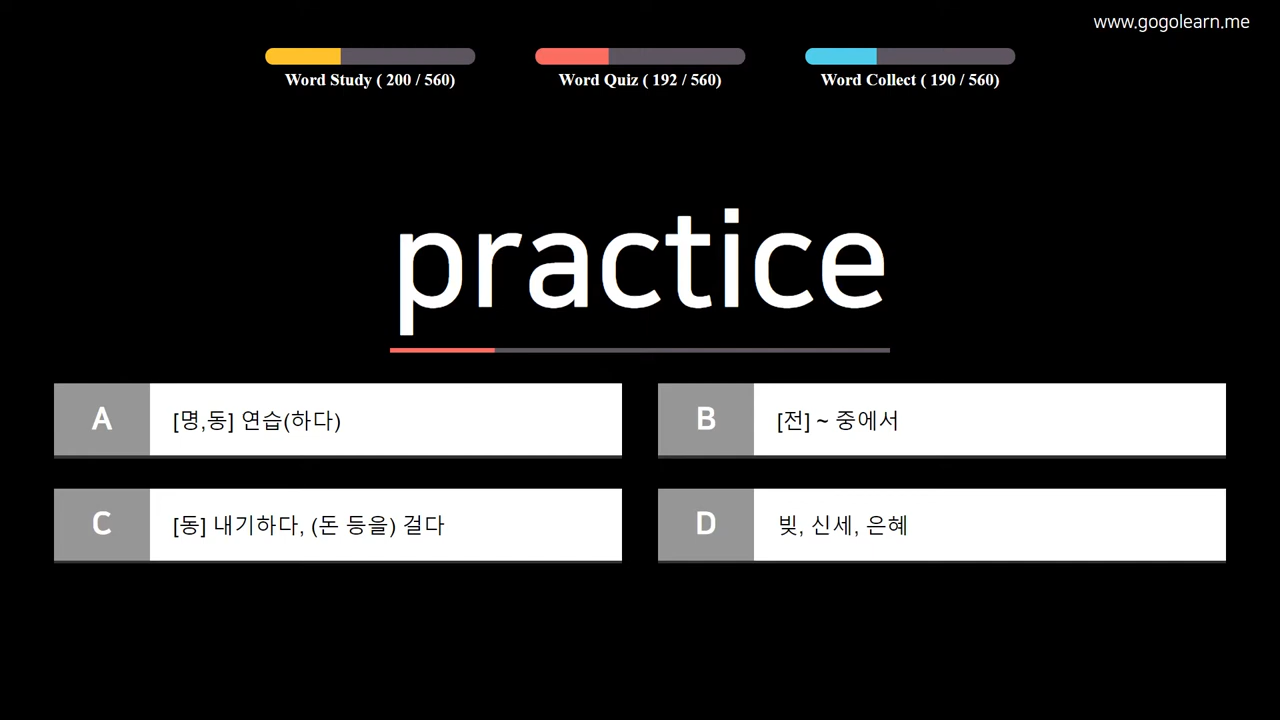 www.gogolearn.me
Word Study ( 200 / 560)
Word Quiz ( 192 / 560)
Word Collect ( 190 / 560)
practice
A [명,동] 연습(하다)
B [전] ~ 중에서
C [동] 내기하다, (돈 등을) 걸다
D 빚, 신세, 은혜